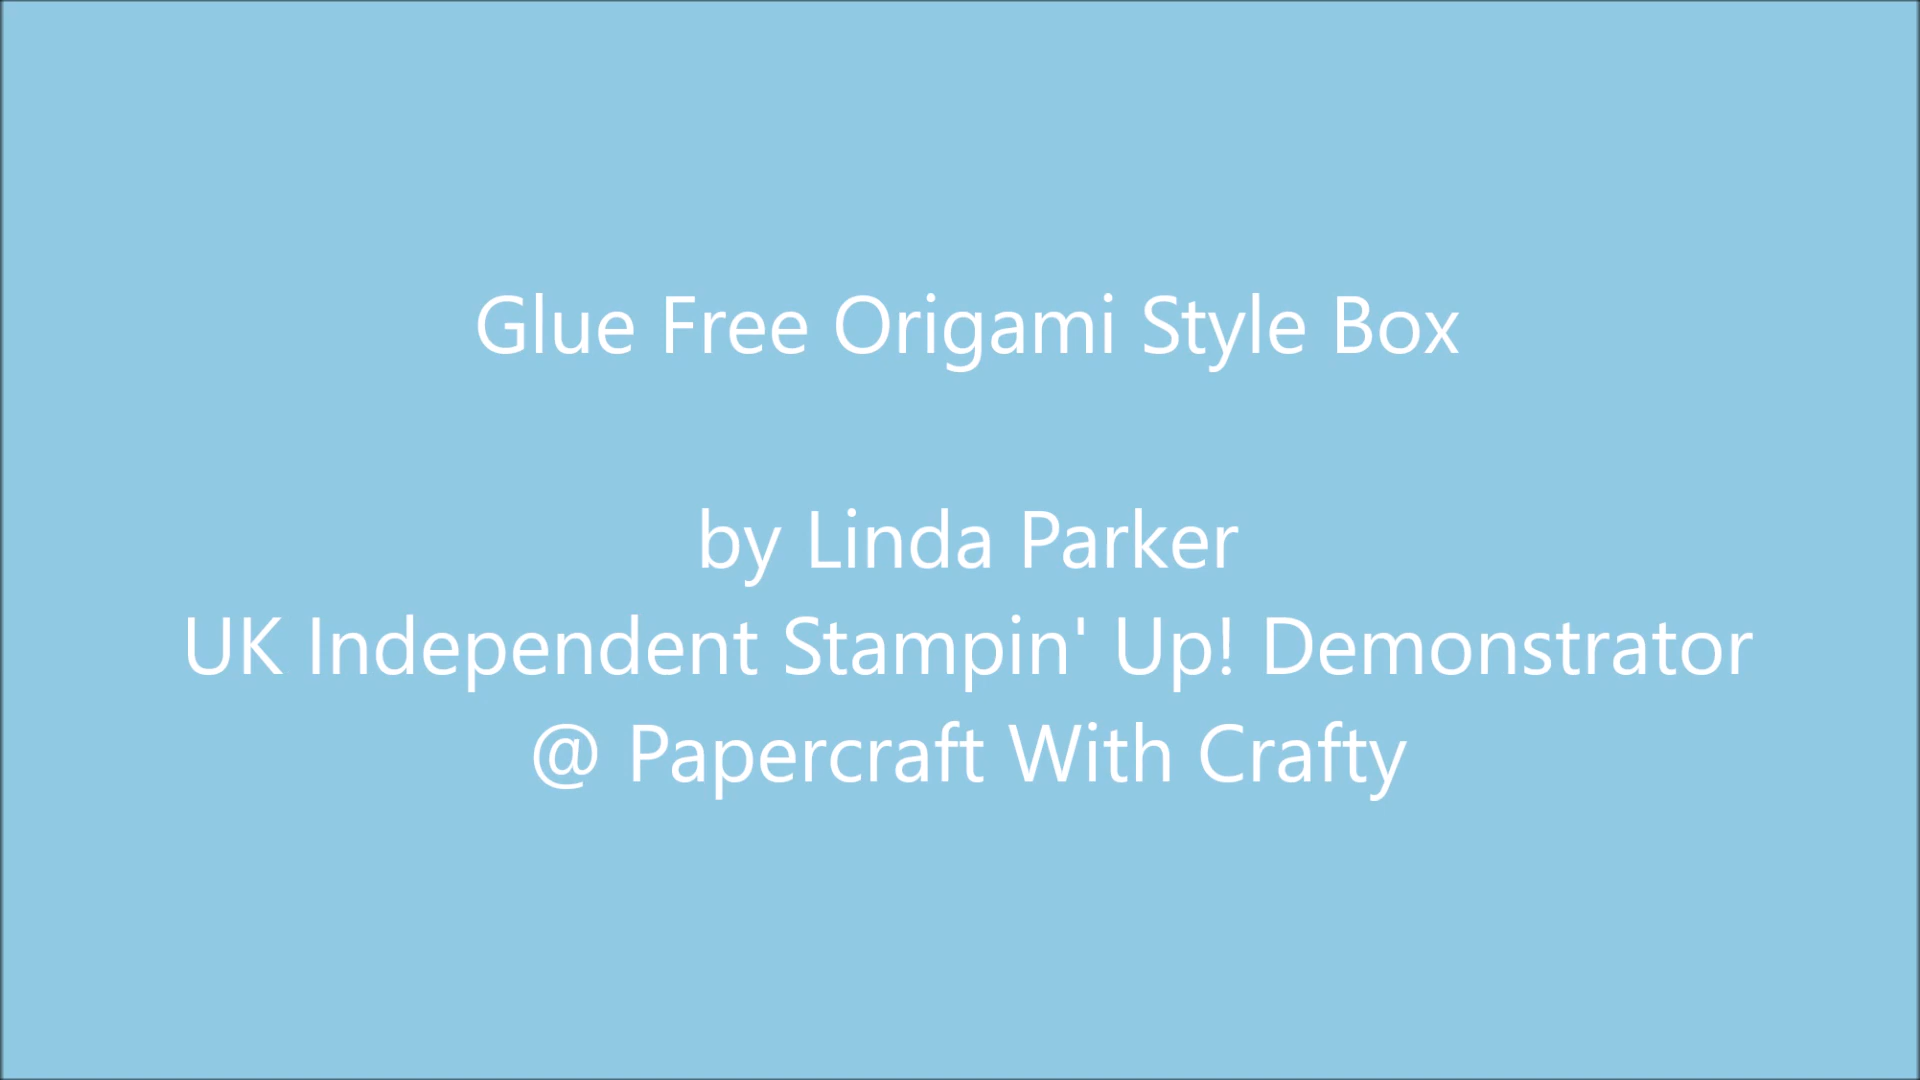 Glue Free Origami Style Box
by Linda Parker
UK Independent Stampin' Up! Demonstrator
@ Papercraft With Crafty